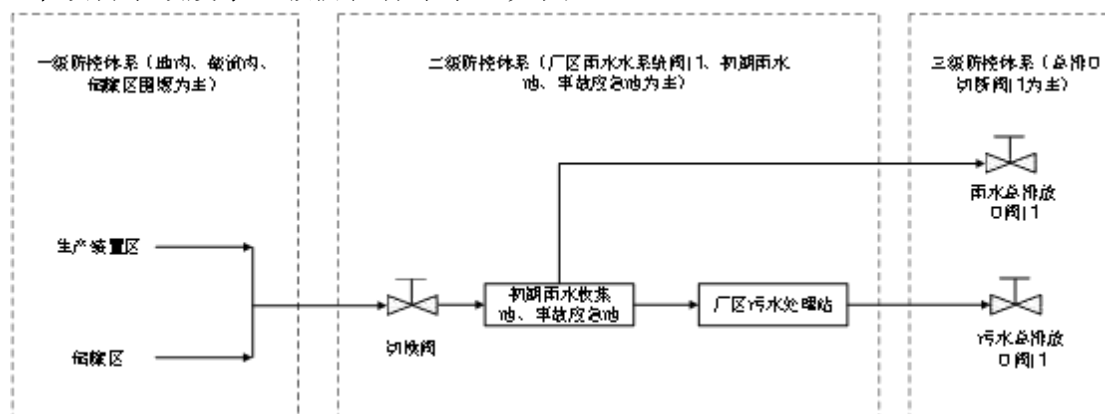 一级防控体系（地内、
储罐区围堰为主）
二级防控体系（厂区雨水水系统阀门、初期雨水
池、事故应急池为主）
三级防控体系（总排口
切断阀门为主）
雨水总排放
口阀门
生产装置区
初期雨水收集
池、事故应急池
厂区污水处理站
储罐区
切换阀
污水总排放
口阀门